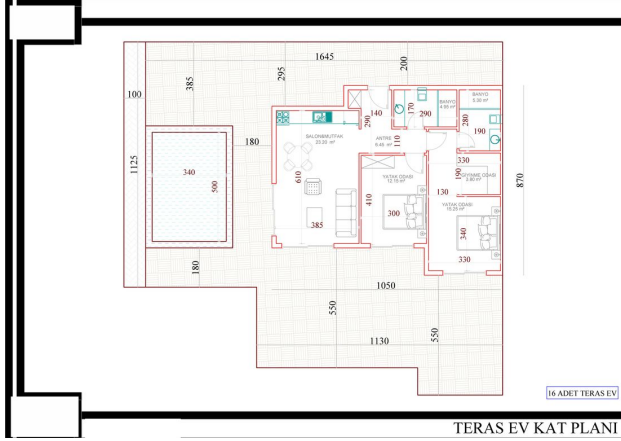 1645
385
295
200
100
140
170
290
BANYO
4.85 m²
BANYO
5.30 m²
280
190
180
SALON&MUTFAK
23.20 m²
290
ANTRE
6.45 m²
110
1125
340
500
610
330
190
GİYİNME ODASI
3.80 m²
870
YATAK ODASI
12.15 m²
130
410
300
YATAK ODASI
15.25 m²
385
340
330
180
1050
550
550
1130
16 ADET TERAS EV
TERAS EV KAT PLANI